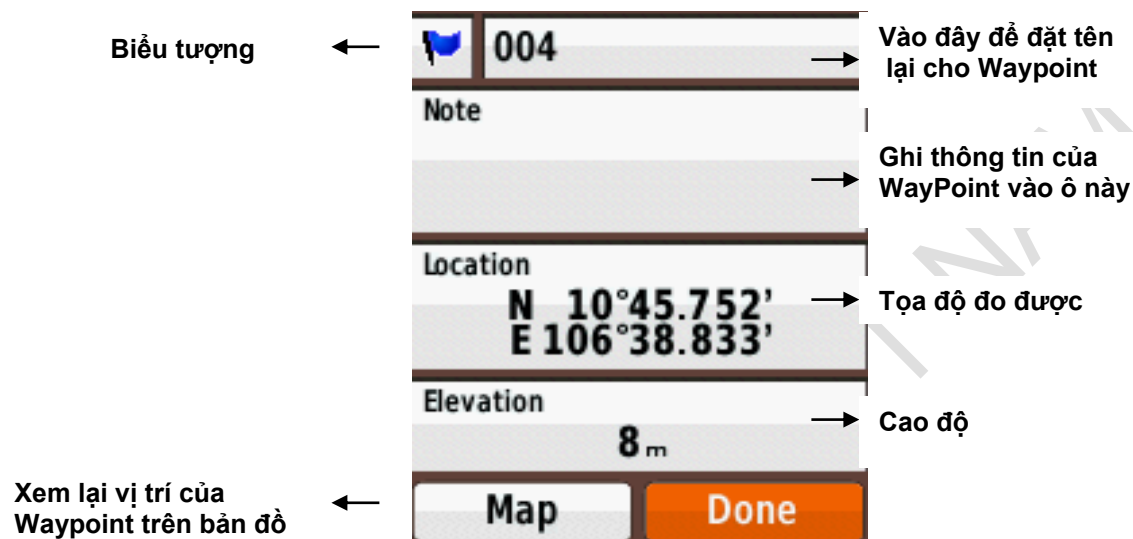 Biểu tượng
004
Vào đây để đặt tên
lại cho Waypoint
Note
Ghi thông tin của
WayPoint vào ô này
Location
N 10°45.752'
E 106°38.833'
Tọa độ đo được
Elevation
8 m
Cao độ
Xem lại vị trí của
Waypoint trên bản đồ
Map
Done